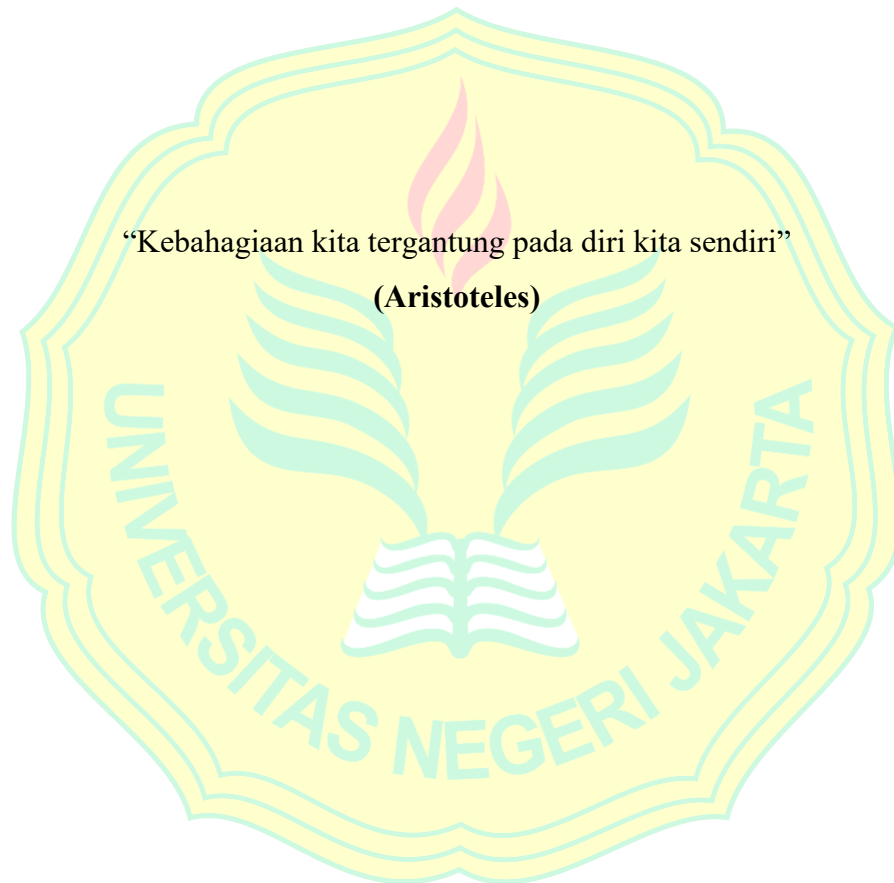 “Kebahagiaan kita tergantung pada diri kita sendiri”
(Aristoteles)
UNIVERSITAS NEGERI JAKARTA